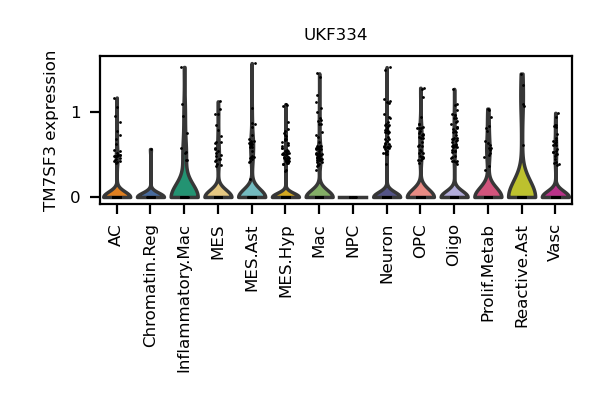 UKF334
TM7SF3 expression
1
0
AC
Chromatin.Reg
Inflammatory.Mac
MES
MES.Ast
MES.Hyp
Mac
NPC
Neuron
OPC
Oligo
Prolif.Metab
Reactive.Ast
Vasc